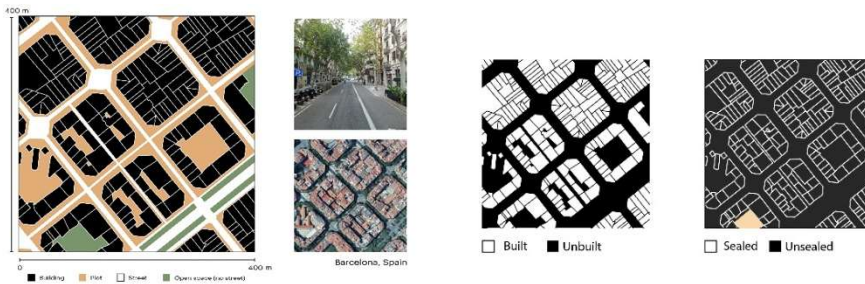 400 m
0
400 m
Building
Plot
Street
Open space (no street)
Barcelona, Spain
Built
Unbuilt
Sealed
Unsealed